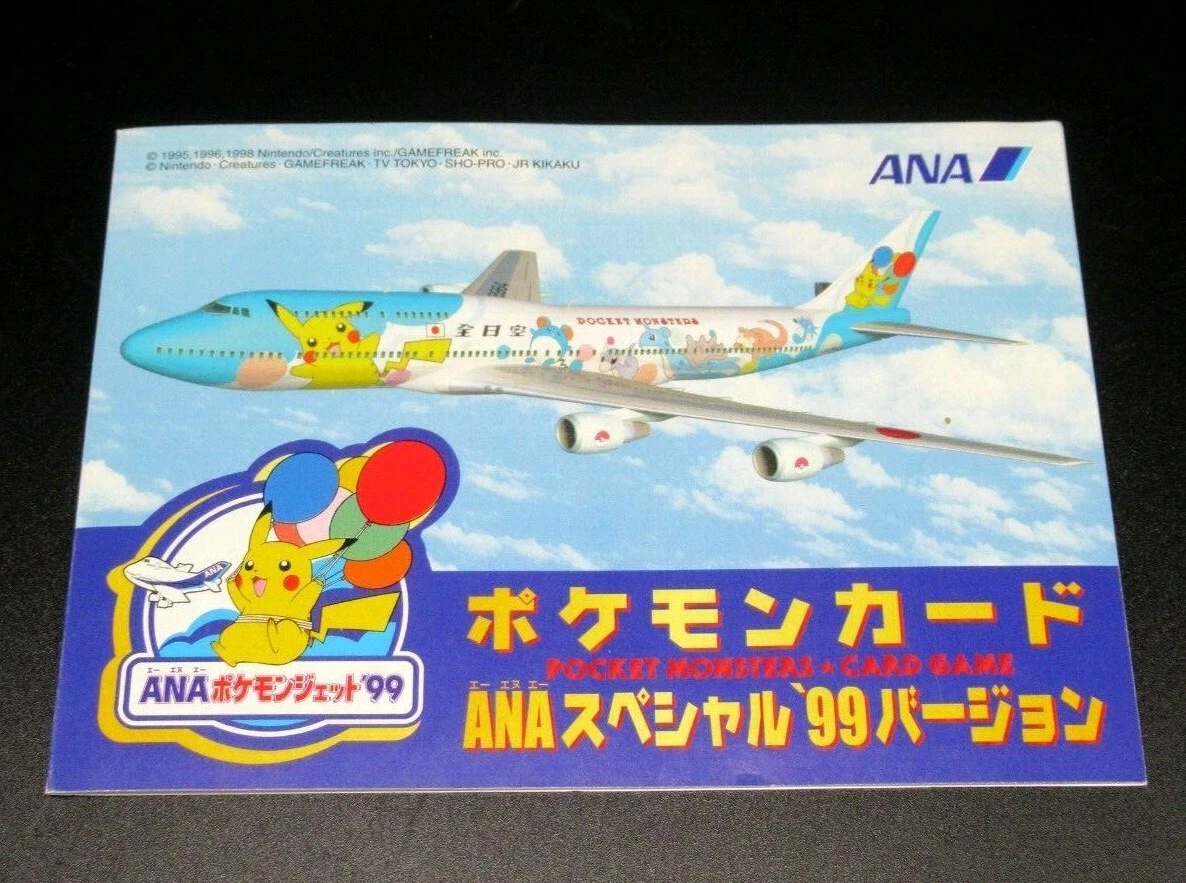 © 1995,1996,1998 Nintendo/Creatures inc./GAMEFREAK inc.
© Nintendo・Creatures・GAMEFREAK・TV TOKYO・SHO-PRO・JR KIKAKU
ANA
POCKET MONSTERS
全日空
ANA
エー エヌ エー
ANAポケモンジェット'99
ポケモンカード
POCKET MONSTERS★CARD GAME
エー エヌ エー
ANAスペシャル'99バージョン